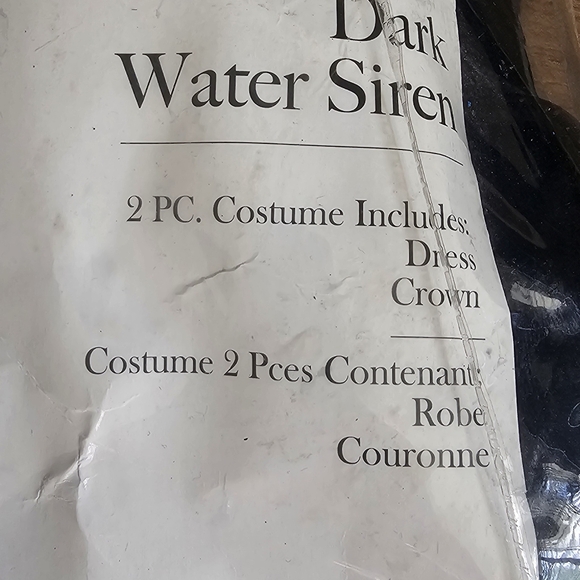 Dark
Water Siren
2 PC. Costume Includes:
Dress
Crown
Costume 2 Pces Contenant:
Robe
Couronne